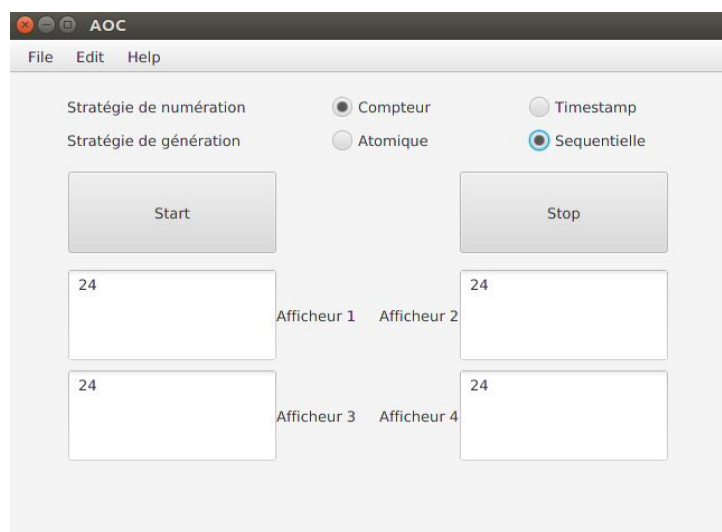 AOC
File Edit Help
Stratégie de numération Compteur Timestamp
Stratégie de génération Atomique Sequentielle
Start Stop
24 24
Afficheur 1 Afficheur 2
24 24
Afficheur 3 Afficheur 4